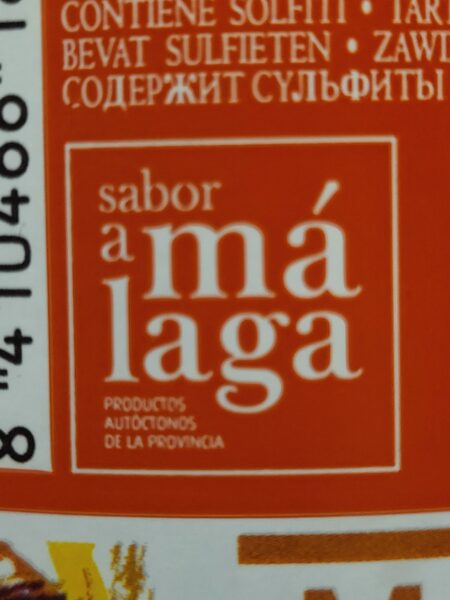 CONTIENE SOLFITI •
BEVAT SULFIETEN •
СОДЕРЖИТ СУЛЬФИТЫ
sabor
a má
laga
PRODUCTOS
AUTÓCTONOS
DE LA PROVINCIA